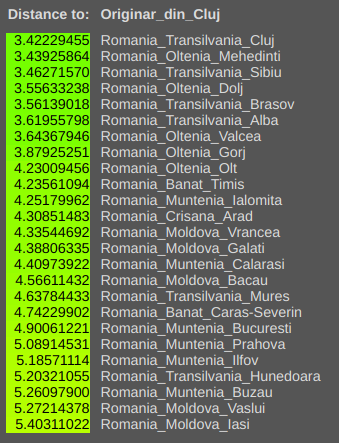 Distance to: Originar_din_Cluj
3.42229455 Romania_Transilvania_Cluj
3.43925864 Romania_Oltenia_Mehedinti
3.46271570 Romania_Transilvania_Sibiu
3.55633238 Romania_Oltenia_Dolj
3.56139018 Romania_Transilvania_Brasov
3.61955798 Romania_Transilvania_Alba
3.64367946 Romania_Oltenia_Valcea
3.87925251 Romania_Oltenia_Gorj
4.23009456 Romania_Oltenia_Olt
4.23561094 Romania_Banat_Timis
4.25179962 Romania_Muntenia_Ialomita
4.30851483 Romania_Crisana_Arad
4.33544692 Romania_Moldova_Vrancea
4.38806335 Romania_Moldova_Galati
4.40973922 Romania_Muntenia_Calarasi
4.56611432 Romania_Moldova_Bacau
4.63784433 Romania_Transilvania_Mures
4.74229902 Romania_Banat_Caras-Severin
4.90061221 Romania_Muntenia_Bucuresti
5.08914531 Romania_Muntenia_Prahova
5.18571114 Romania_Muntenia_Ilfov
5.20321055 Romania_Transilvania_Hunedoara
5.26097900 Romania_Muntenia_Buzau
5.27214378 Romania_Moldova_Vaslui
5.40311022 Romania_Moldova_Iasi